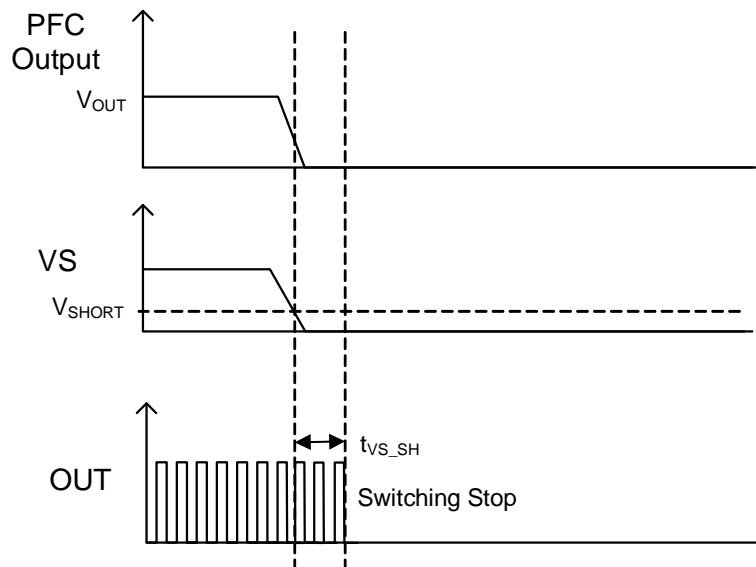 PFC
Output
VOUT
VS
VSHORT
tVS_SH
OUT
Switching Stop